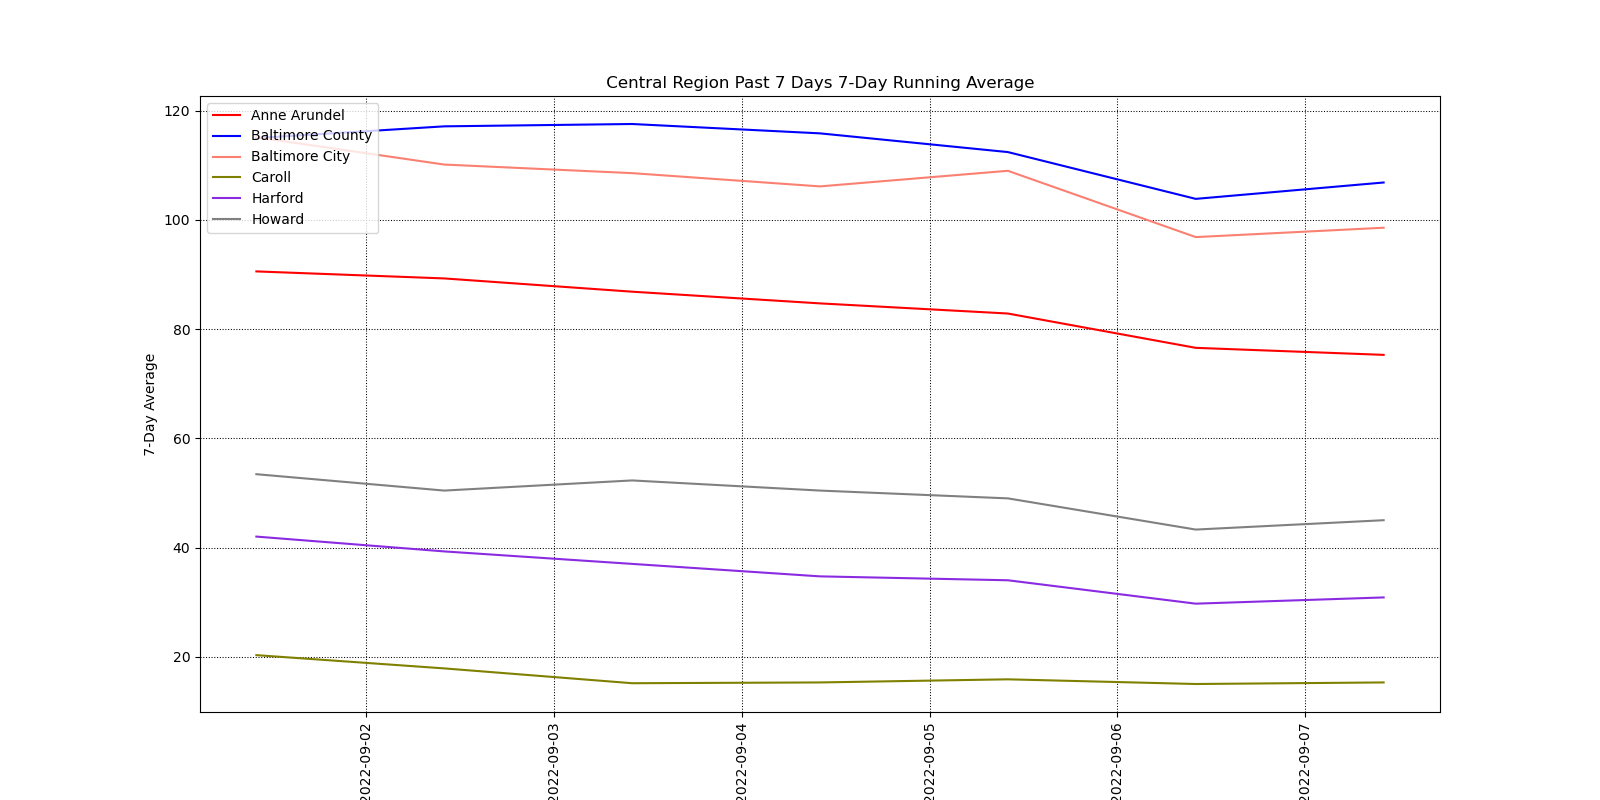 Central Region Past 7 Days 7-Day Running Average
120
100
80
60
40
20
7-Day Average
Anne Arundel
Baltimore County
Baltimore City
Caroll
Harford
Howard
2022-09-02
2022-09-03
2022-09-04
2022-09-05
2022-09-06
2022-09-07